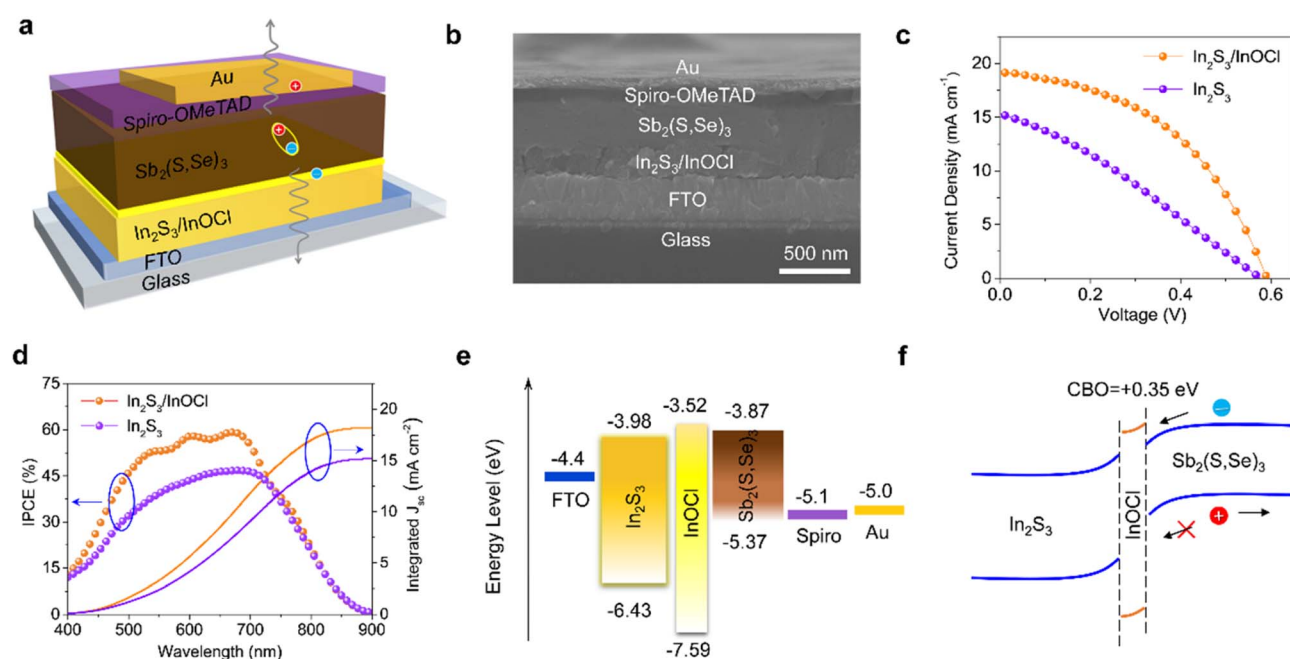 a
Au
Spiro-OMeTAD
Sb₂(S,Se)₃
In₂S₃/InOCl
FTO
Glass
b
Au
Spiro-OMeTAD
Sb₂(S,Se)₃
In₂S₃/InOCl
FTO
Glass
500 nm
c
In₂S₃/InOCl
In₂S₃
Current Density (mA cm⁻²)
25
20
15
10
5
0
0.0 0.2 0.4 0.6
Voltage (V)
d
In₂S₃/InOCl
In₂S₃
IPCE (%)
75
60
45
30
15
0
Integrated Jsc (mA cm⁻²)
20
16
12
8
4
0
400 500 600 700 800 900
Wavelength (nm)
e
Energy Level (eV)
-4.4
FTO
-3.98
In₂S₃
-6.43
-3.52
InOCl
-7.59
-3.87
Sb₂(S,Se)₃
-5.37
-5.1
Spiro
-5.0
Au
f
CBO=+0.35 eV
In₂S₃
InOCl
Sb₂(S,Se)₃